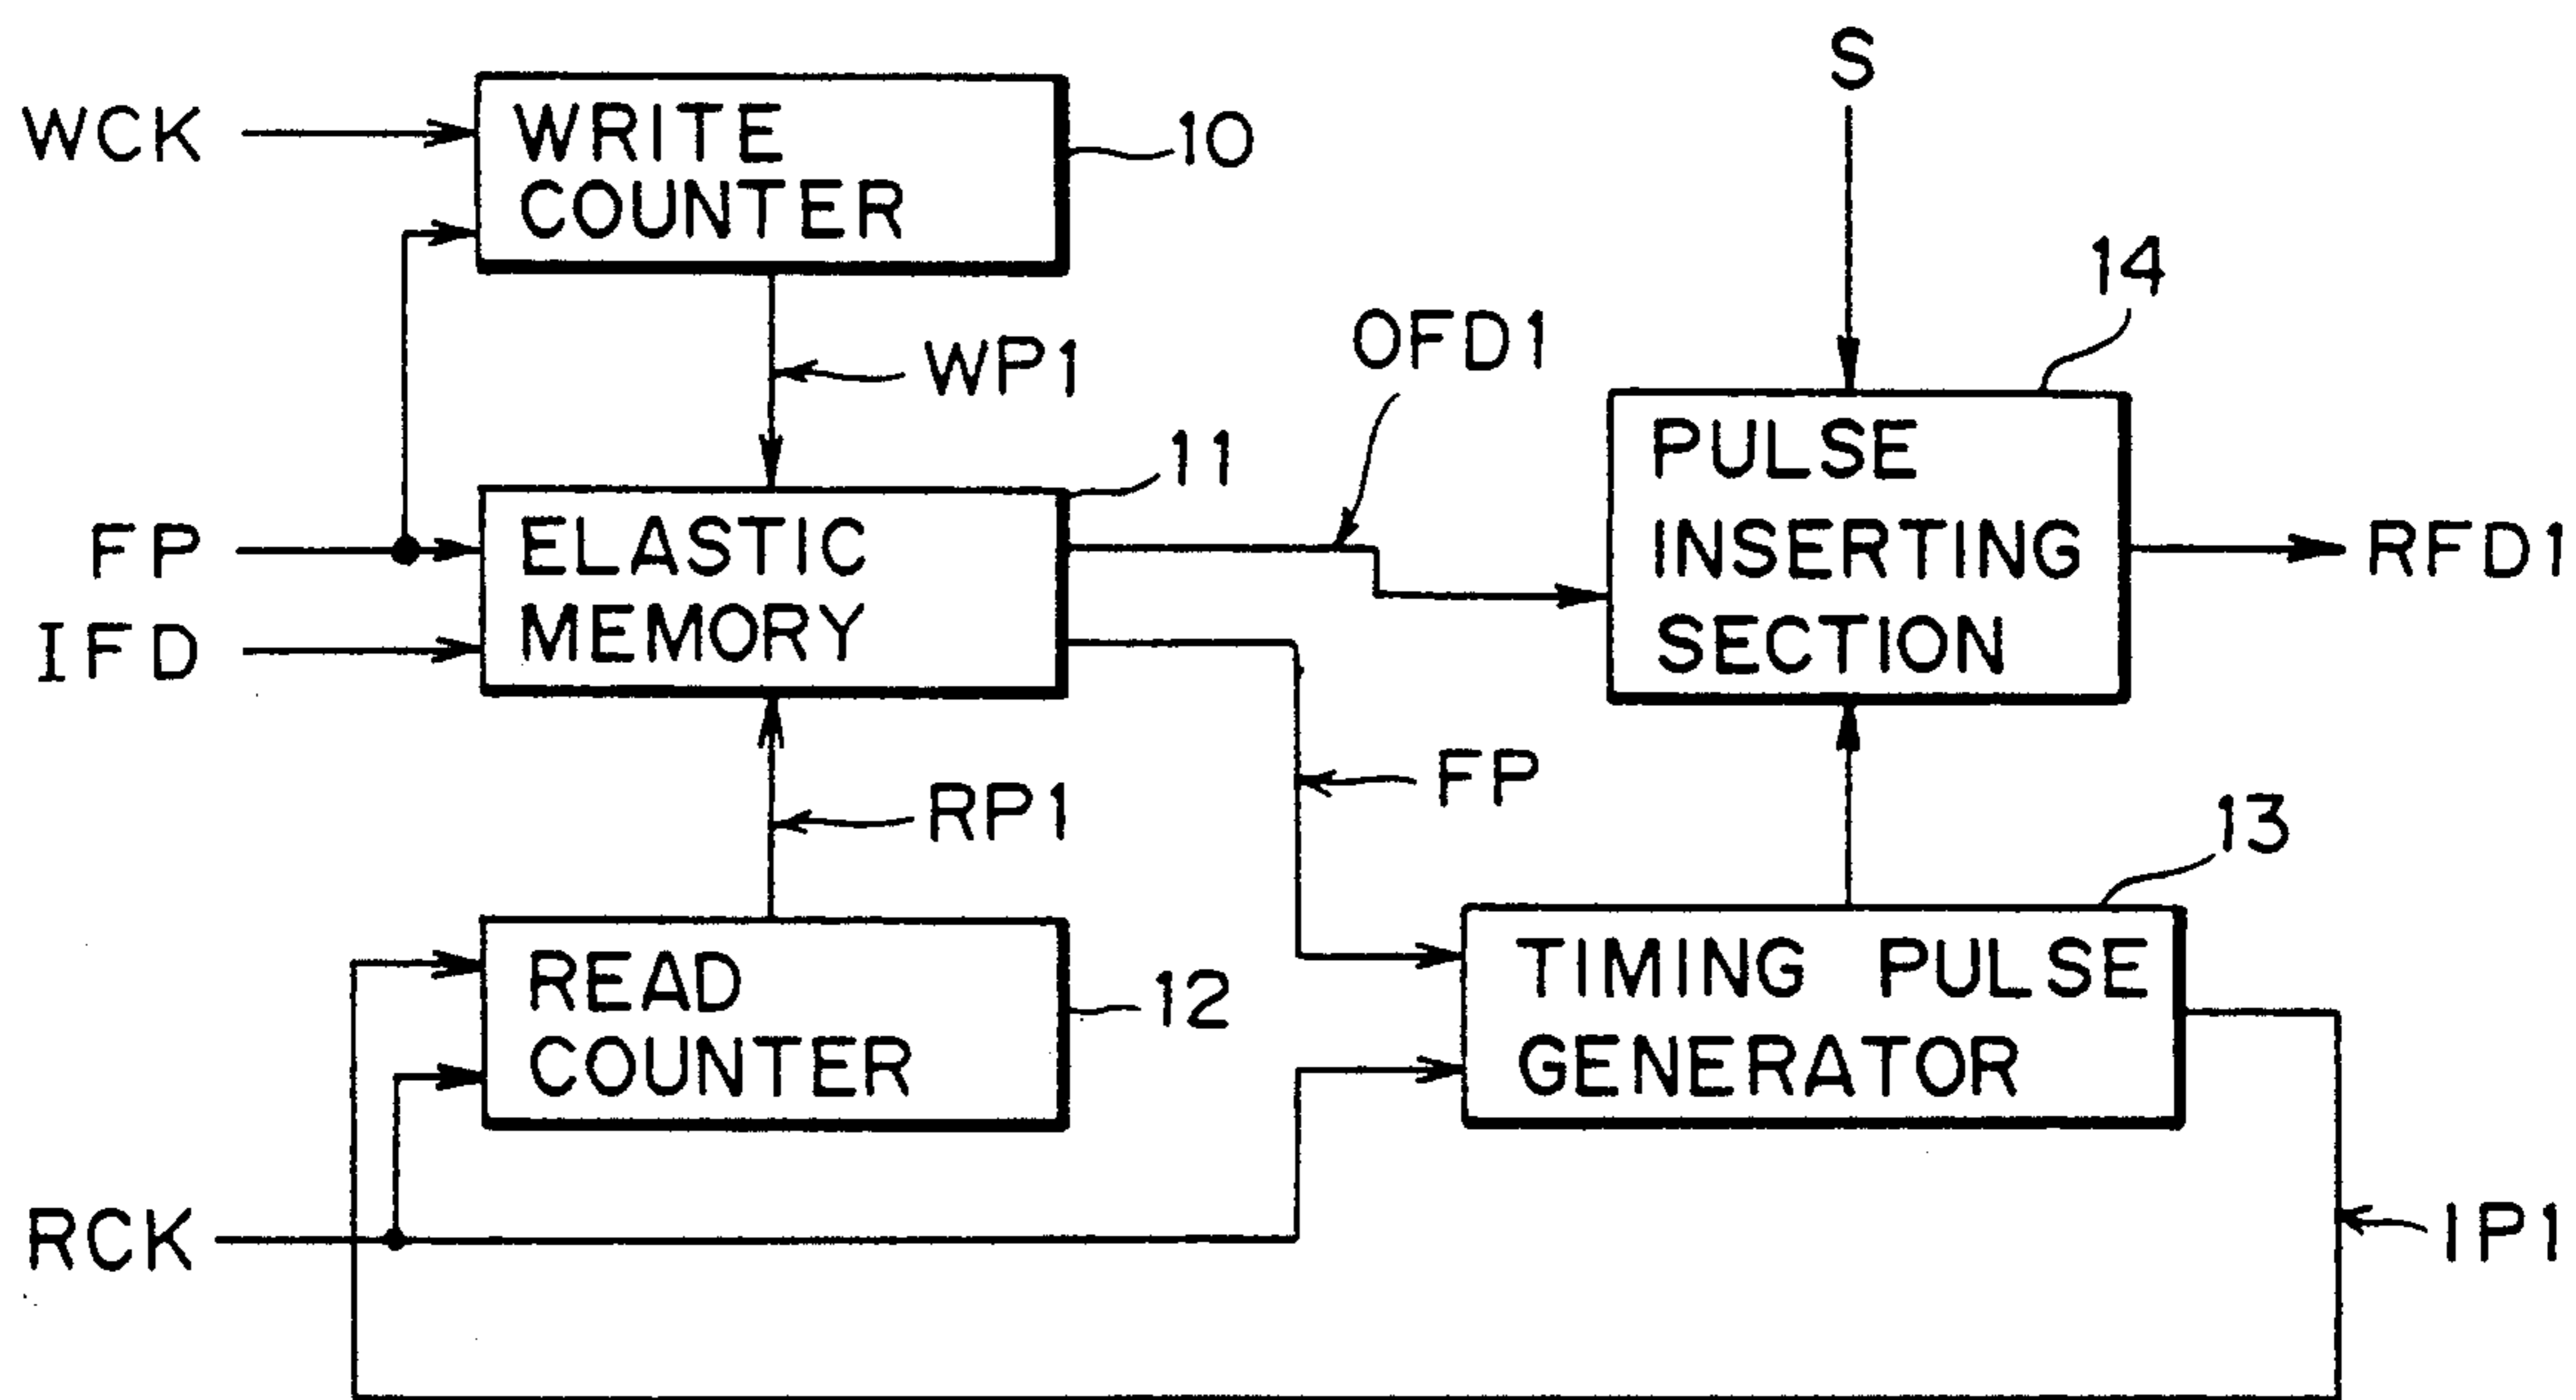 S
WCK
WRITE
COUNTER
10
14
WP1
OFD1
11
FP
IFD
ELASTIC
MEMORY
PULSE
INSERTING
SECTION
RFD1
RP1
FP
13
READ
COUNTER
12
TIMING PULSE
GENERATOR
RCK
IP1